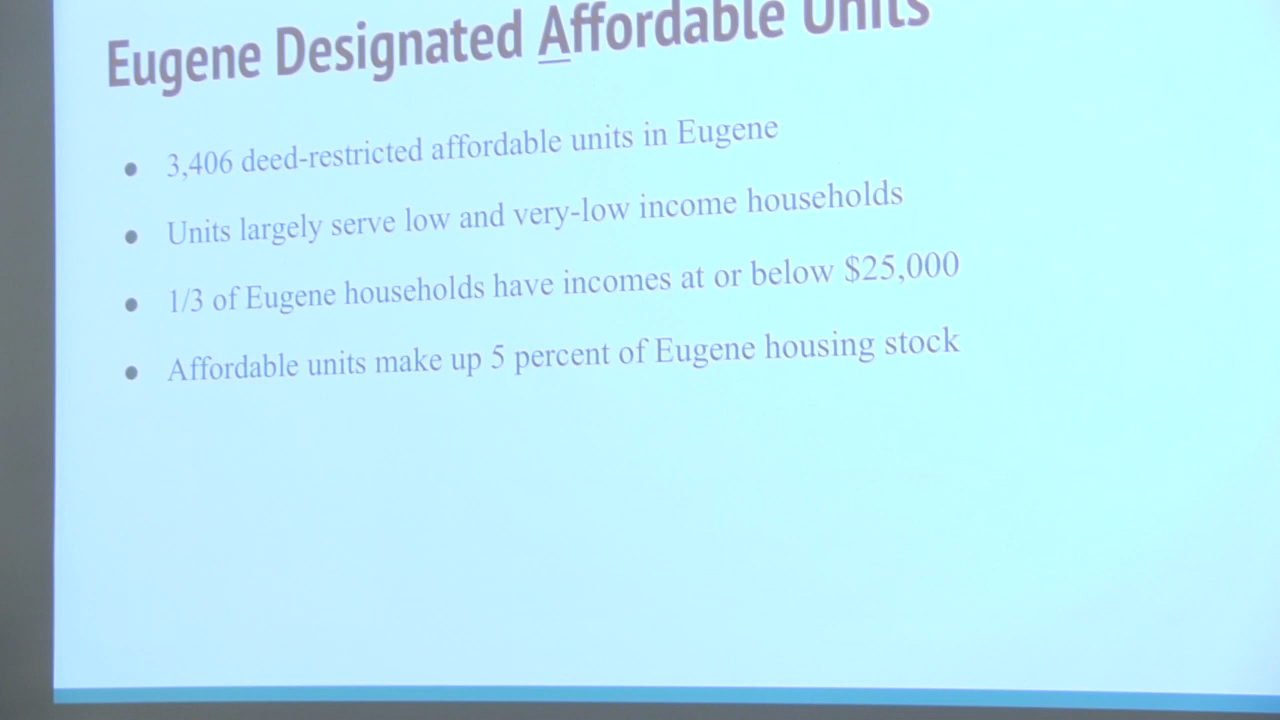 Eugene Designated Affordable Units
● 3,406 deed-restricted affordable units in Eugene
● Units largely serve low and very-low income households
● 1/3 of Eugene households have incomes at or below $25,000
● Affordable units make up 5 percent of Eugene housing stock